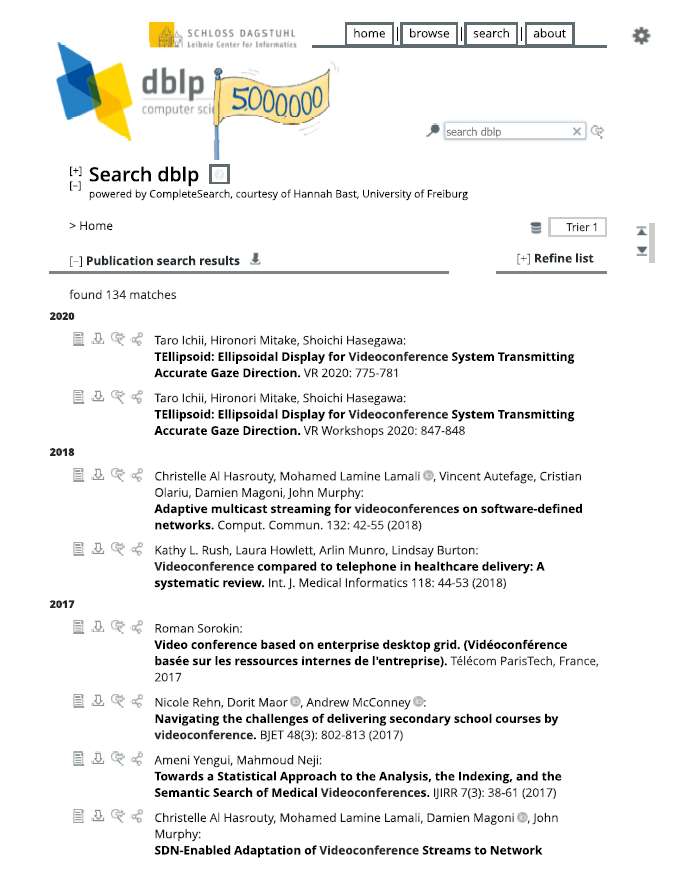 SCHLOSS DAGSTUHL
Leibniz Center for Informatics
home | browse | search | about
dblp
computer sci
5000000
search dblp
[+] Search dblp
[−] powered by CompleteSearch, courtesy of Hannah Bast, University of Freiburg
> Home
Trier 1
[−] Publication search results
[+] Refine list
found 134 matches
2020
Taro Ichii, Hironori Mitake, Shoichi Hasegawa:
TEllipsoid: Ellipsoidal Display for Videoconference System Transmitting
Accurate Gaze Direction. VR 2020: 775-781
Taro Ichii, Hironori Mitake, Shoichi Hasegawa:
TEllipsoid: Ellipsoidal Display for Videoconference System Transmitting
Accurate Gaze Direction. VR Workshops 2020: 847-848
2018
Christelle Al Hasrouty, Mohamed Lamine Lamali, Vincent Autefage, Cristian
Olariu, Damien Magoni, John Murphy:
Adaptive multicast streaming for videoconferences on software-defined
networks. Comput. Commun. 132: 42-55 (2018)
Kathy L. Rush, Laura Howlett, Arlin Munro, Lindsay Burton:
Videoconference compared to telephone in healthcare delivery: A
systematic review. Int. J. Medical Informatics 118: 44-53 (2018)
2017
Roman Sorokin:
Video conference based on enterprise desktop grid. (Vidéoconférence
basée sur les ressources internes de l'entreprise). Télécom ParisTech, France,
2017
Nicole Rehn, Dorit Maor, Andrew McConney:
Navigating the challenges of delivering secondary school courses by
videoconference. BJET 48(3): 802-813 (2017)
Ameni Yengui, Mahmoud Neji:
Towards a Statistical Approach to the Analysis, the Indexing, and the
Semantic Search of Medical Videoconferences. IJIRR 7(3): 38-61 (2017)
Christelle Al Hasrouty, Mohamed Lamine Lamali, Damien Magoni, John
Murphy:
SDN-Enabled Adaptation of Videoconference Streams to Network